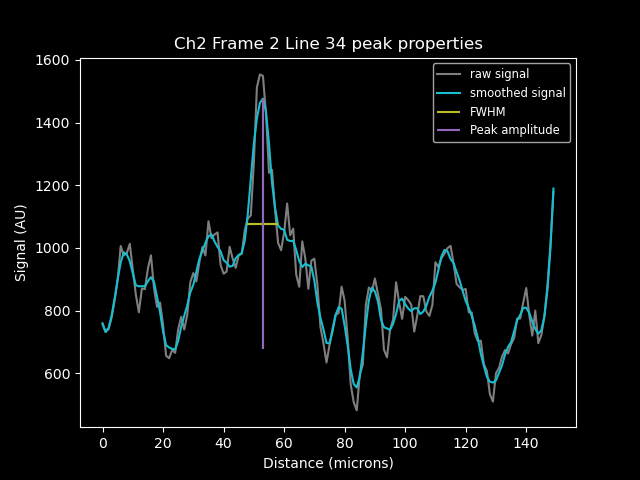 Ch2 Frame 2 Line 34 peak properties
raw signal
smoothed signal
FWHM
Peak amplitude
Signal (AU)
1600
1400
1200
1000
800
600
0 20 40 60 80 100 120 140
Distance (microns)